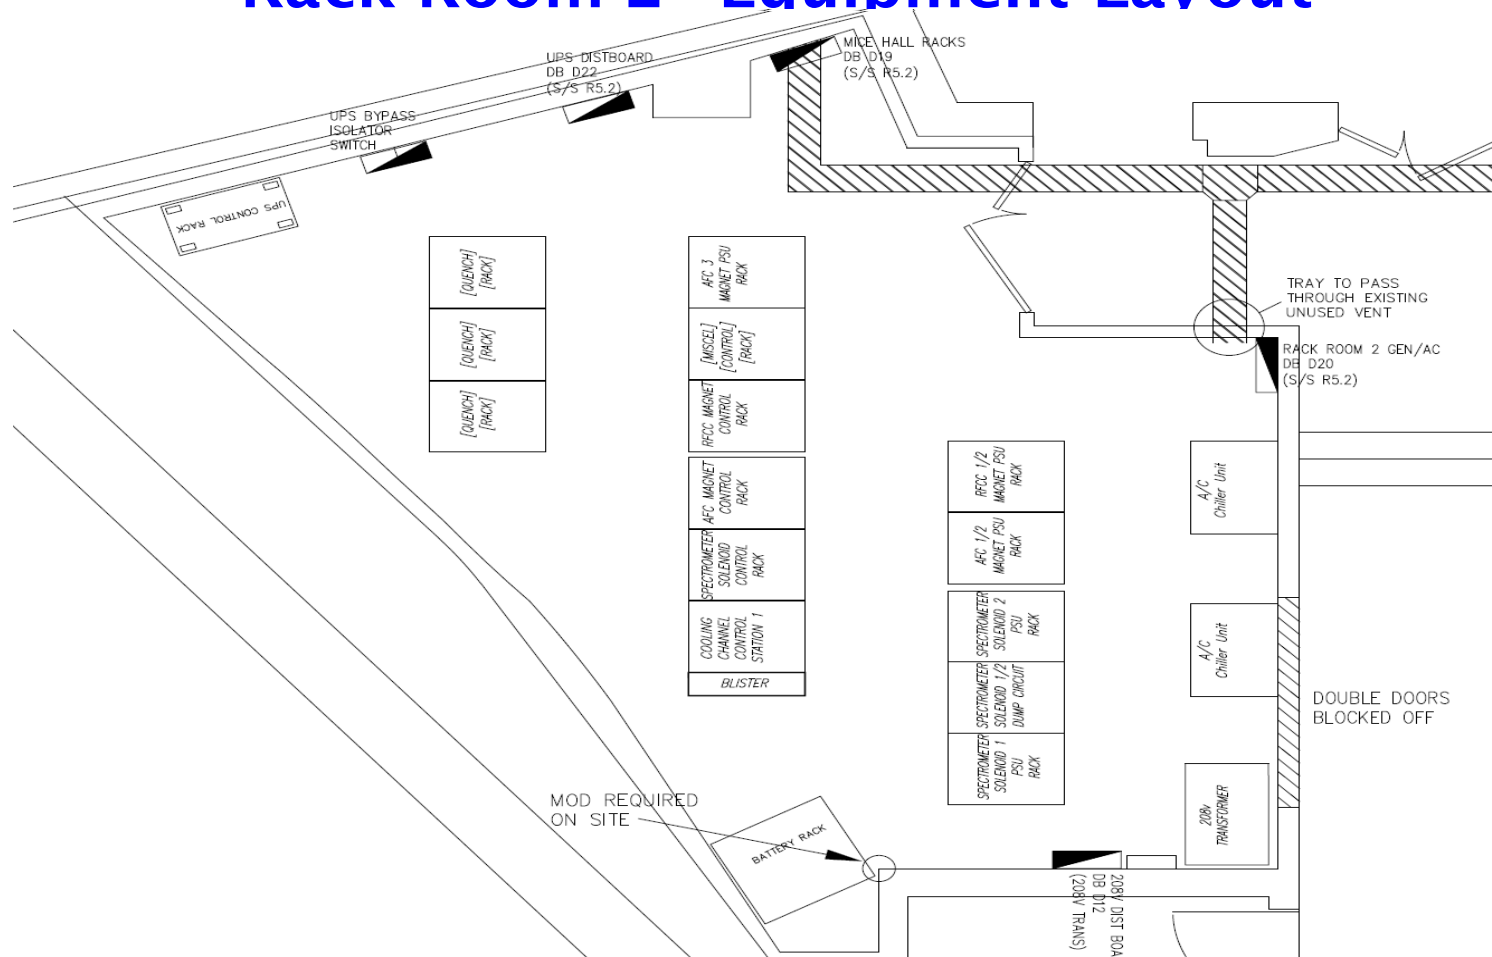 Rack Room 2 Equipment Layout
MICE HALL RACKS
DB D19
(S/S R5.2)
UPS DISTBOARD
DB D22
(S/S R5.2)
UPS BYPASS
ISOLATOR
SWITCH
UPS CONTROL RACK
[QUENCH]
[RACK]
[QUENCH]
[RACK]
[QUENCH]
[RACK]
AFC 3
MAGNET PSU
RACK
[MISCEL]
[CONTROL]
[RACK]
RFCC MAGNET
CONTROL
RACK
AFC MAGNET
CONTROL
RACK
SPECTROMETER
SOLENOID
CONTROL
RACK
COOLING
CHANNEL
CONTROL
STATION 1
BLISTER
TRAY TO PASS
THROUGH EXISTING
UNUSED VENT
RACK ROOM 2 GEN/AC
DB D20
(S/S R5.2)
RFCC 1/2
MAGNET PSU
RACK
AFC 1/2
MAGNET PSU
RACK
SPECTROMETER
SOLENOID 2
PSU
RACK
SPECTROMETER
SOLENOID 1/2
DUMP CIRCUIT
SPECTROMETER
SOLENOID 1
PSU
RACK
A/C
Chiller Unit
A/C
Chiller Unit
DOUBLE DOORS
BLOCKED OFF
208v
TRANSFORMER
MOD REQUIRED
ON SITE
BATTERY RACK
208V DIST BOA
DB D12
(208V TRANS)